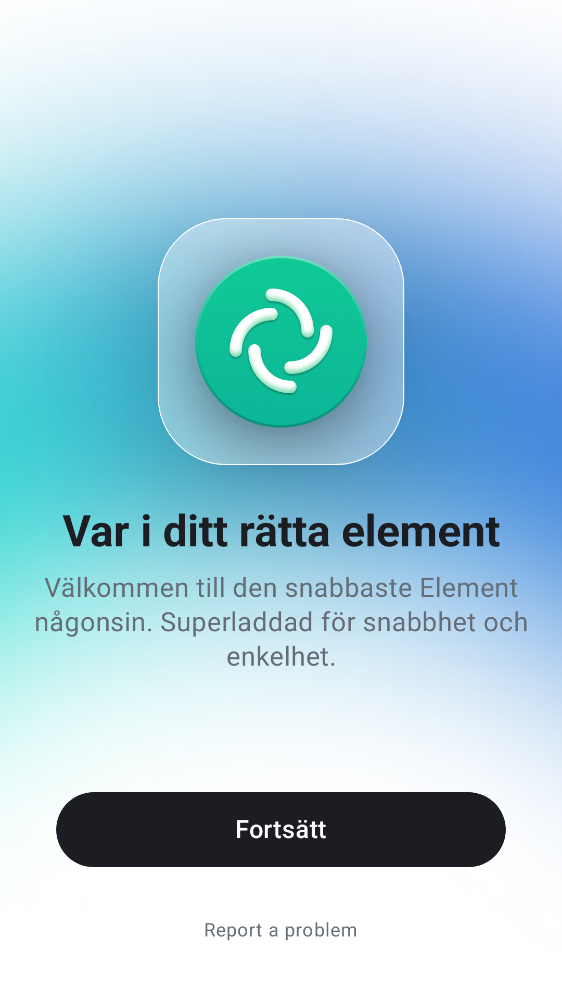 Var i ditt rätta element
Välkommen till den snabbaste Element
någonsin. Superladdad för snabbhet och
enkelhet.
Fortsätt
Report a problem